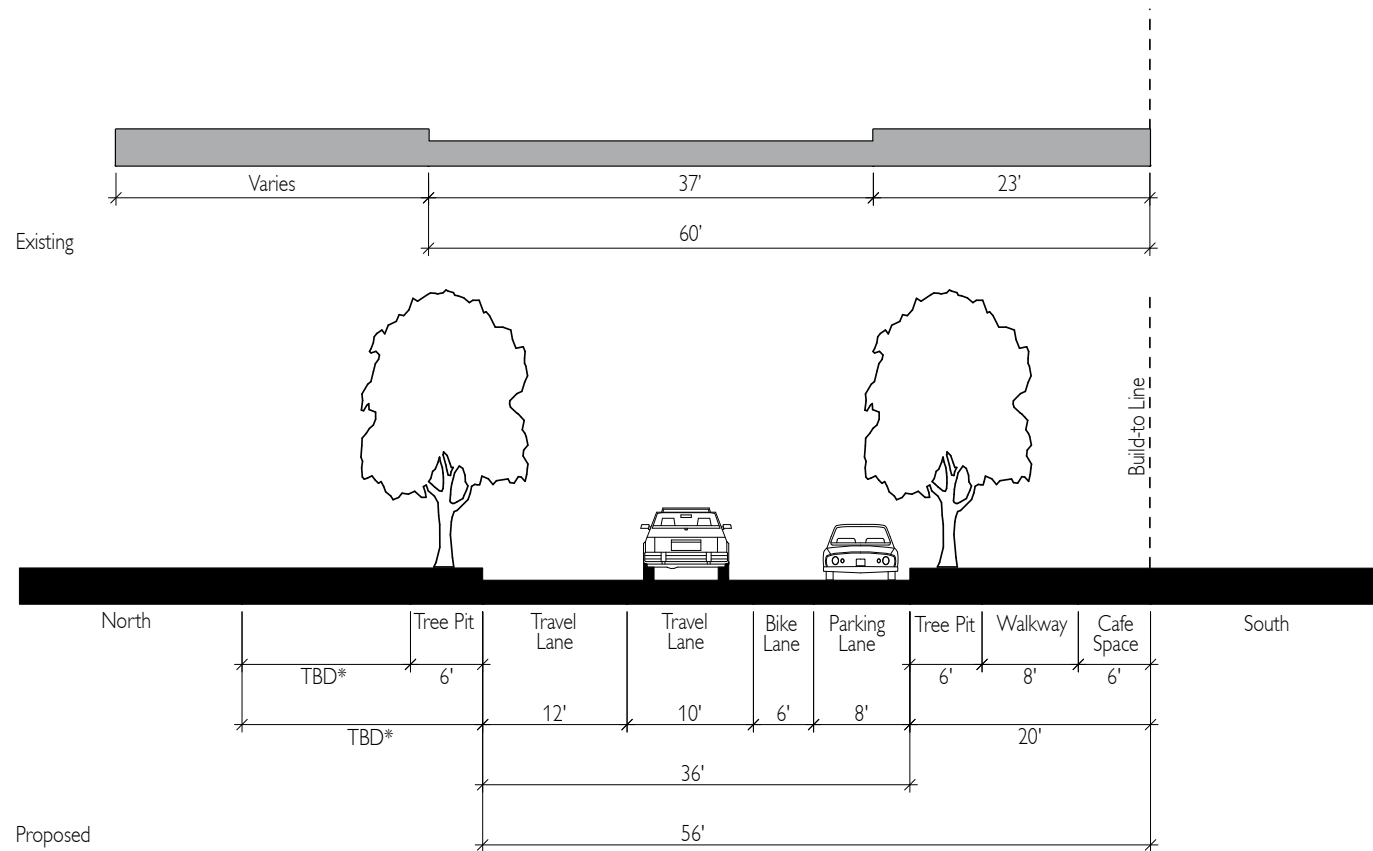 Varies
37'
23'
60'
Existing
Build-to Line
North
Tree Pit
Travel
Lane
Travel
Lane
Bike
Lane
Parking
Lane
Tree Pit
Walkway
Cafe
Space
South
TBD*
6'
6'
8'
6'
12'
10'
6'
8'
TBD*
20'
36'
Proposed
56'